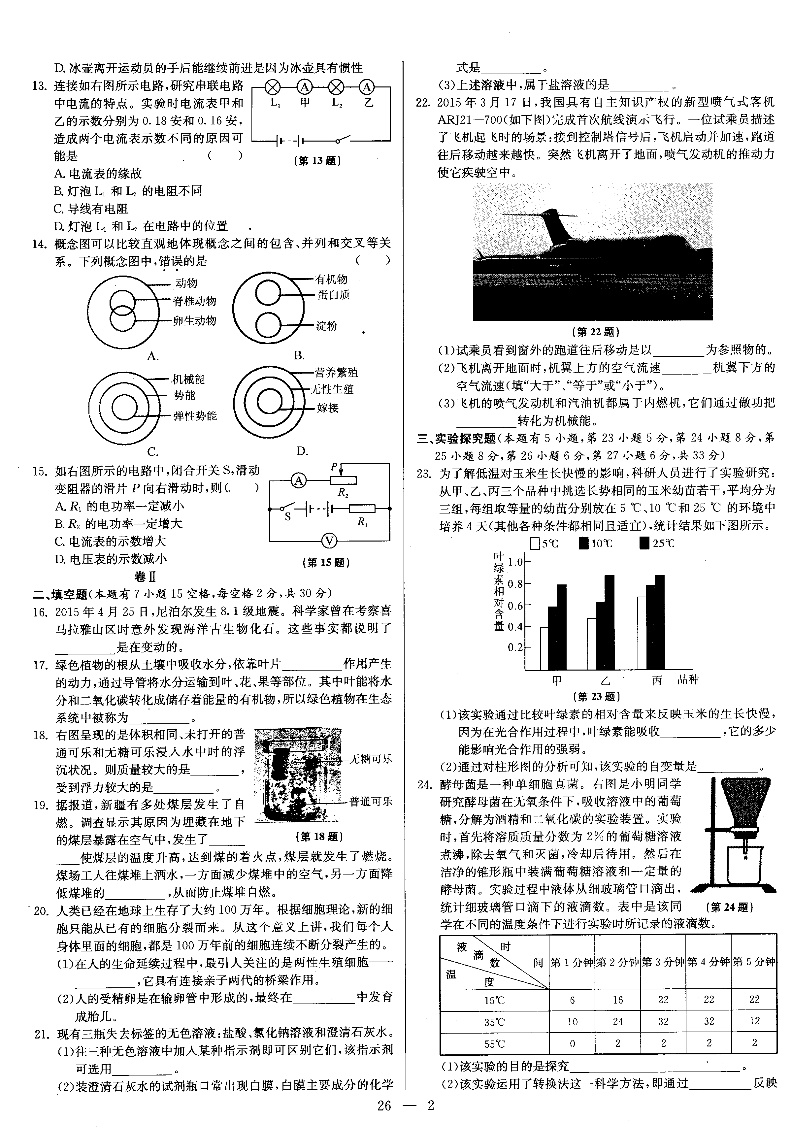 D. 冰壶离开运动员的手后能继续前进是因为冰壶具有惯性
13. 连接如右图所示电路,研究串联电路
中电流的特点。实验时电流表甲和
乙的示数分别为 0.18 安和 0.16 安,
造成两个电流表示数不同的原因可
能是 ( )
A. 电流表的缘故
B. 灯泡 L₁ 和 L₂ 的电阻不同
C. 导线有电阻
D. 灯泡 L₁ 和 L₂ 在电路中的位置
A A
L₁ 甲 L₂ 乙
(第 13 题)
14. 概念图可以比较直观地体现概念之间的包含、并列和交叉等关
系。下列概念图中,错误的是 ( )
动物
脊椎动物
卵生动物
A.
有机物
蛋白质
淀粉
B.
机械能
势能
弹性势能
C.
营养繁殖
无性生殖
嫁接
D.
15. 如右图所示的电路中,闭合开关 S,滑动
变阻器的滑片 P 向右滑动时,则( )
A. R₁ 的电功率一定减小
B. R₂ 的电功率一定增大
C. 电流表的示数增大
D. 电压表的示数减小
A P
R₂
S R₁
V
(第 15 题)
卷Ⅱ
二、填空题(本题有 7 小题 15 空格,每空格 2 分,共 30 分)
16. 2015 年 4 月 25 日,尼泊尔发生 8.1 级地震。科学家曾在考察喜
马拉雅山区时意外发现海洋古生物化石。这些事实都说明了
________是在变动的。
17. 绿色植物的根从土壤中吸收水分,依靠叶片________作用产生
的动力,通过导管将水分运输到叶、花、果等部位。其中叶能将水
分和二氧化碳转化成储存着能量的有机物,所以绿色植物在生态
系统中被称为________。
18. 右图呈现的是体积相同、未打开的普
通可乐和无糖可乐浸入水中时的浮
沉状况。则质量较大的是________,
受到浮力较大的是________。
无糖可乐
普通可乐
(第 18 题)
19. 据报道,新疆有多处煤层发生了自
燃。调查显示其原因为埋藏在地下
的煤层暴露在空气中,发生了________
____使煤层的温度升高,达到煤的着火点,煤层就发生了燃烧。
煤场工人往煤堆上洒水,一方面减少煤堆中的空气,另一方面降
低煤堆的________,从而防止煤堆自燃。
20. 人类已经在地球上生存了大约 100 万年。根据细胞理论,新的细
胞只能从已有的细胞分裂而来。从这个意义上讲,我们每个人
身体里面的细胞,都是 100 万年前的细胞连续不断分裂产生的。
(1)在人的生命延续过程中,最引人关注的是两性生殖细胞——
________,它具有连接亲子两代的桥梁作用。
(2)人的受精卵是在输卵管中形成的,最终在________中发育
成胎儿。
21. 现有三瓶失去标签的无色溶液:盐酸、氯化钠溶液和澄清石灰水。
(1)往三种无色溶液中加入某种指示剂即可区别它们,该指示剂
可选用________。
(2)装澄清石灰水的试剂瓶口常出现白膜,白膜主要成分的化学
式是________。
(3)上述溶液中,属于盐溶液的是________。
22. 2015 年 3 月 17 日,我国具有自主知识产权的新型喷气式客机
ARJ21-700(如下图)完成首次航线演示飞行。一位试乘员描述
了飞机起飞时的场景:接到控制塔信号后,飞机启动并加速,跑道
往后移动越来越快。突然飞机离开了地面,喷气发动机的推动力
使它疾驶空中。
(第 22 题)
(1)试乘员看到窗外的跑道往后移动是以________为参照物的。
(2)飞机离开地面时,机翼上方的空气流速________机翼下方的
空气流速(填“大于”、“等于”或“小于”)。
(3)飞机的喷气发动机和汽油机都属于内燃机,它们通过做功把
________转化为机械能。
三、实验探究题(本题有 5 小题,第 23 小题 5 分,第 24 小题 8 分,第
25 小题 8 分,第 26 小题 6 分,第 27 小题 6 分,共 33 分)
23. 为了解低温对玉米生长快慢的影响,科研人员进行了实验研究:
从甲、乙、丙三个品种中挑选长势相同的玉米幼苗若干,平均分为
三组,每组取等量的幼苗分别放在 5 ℃、10 ℃和 25 ℃ 的环境中
培养 4 天(其他各种条件都相同且适宜),统计结果如下图所示。
5℃ 10℃ 25℃
叶绿素相对含量
1.0
0.8
0.6
0.4
0.2
甲 乙 丙 品种
(第 23 题)
(1)该实验通过比较叶绿素的相对含量来反映玉米的生长快慢,
因为在光合作用过程中,叶绿素能吸收________,它的多少
能影响光合作用的强弱。
(2)通过对柱形图的分析可知,该实验的自变量是________。
24. 酵母菌是一种单细胞真菌。右图是小明同学
研究酵母菌在无氧条件下,吸收溶液中的葡萄
糖,分解为酒精和二氧化碳的实验装置。实验
时,首先将溶质质量分数为 2%的葡萄糖溶液
煮沸,除去氧气和灭菌,冷却后待用。然后在
洁净的锥形瓶中装满葡萄糖溶液和一定量的
酵母菌。实验过程中液体从细玻璃管口滴出,
统计细玻璃管口滴下的液滴数。表中是该同
学在不同的温度条件下进行实验时所记录的液滴数。
(第 24 题)
液滴数 时间 温度 第 1 分钟 第 2 分钟 第 3 分钟 第 4 分钟 第 5 分钟
15℃ 6 16 22 22 22
35℃ 10 24 32 32 12
55℃ 0 2 2 2 2
(1)该实验的目的是探究________________。
(2)该实验运用了转换法这一科学方法,即通过________反映
26 — 2